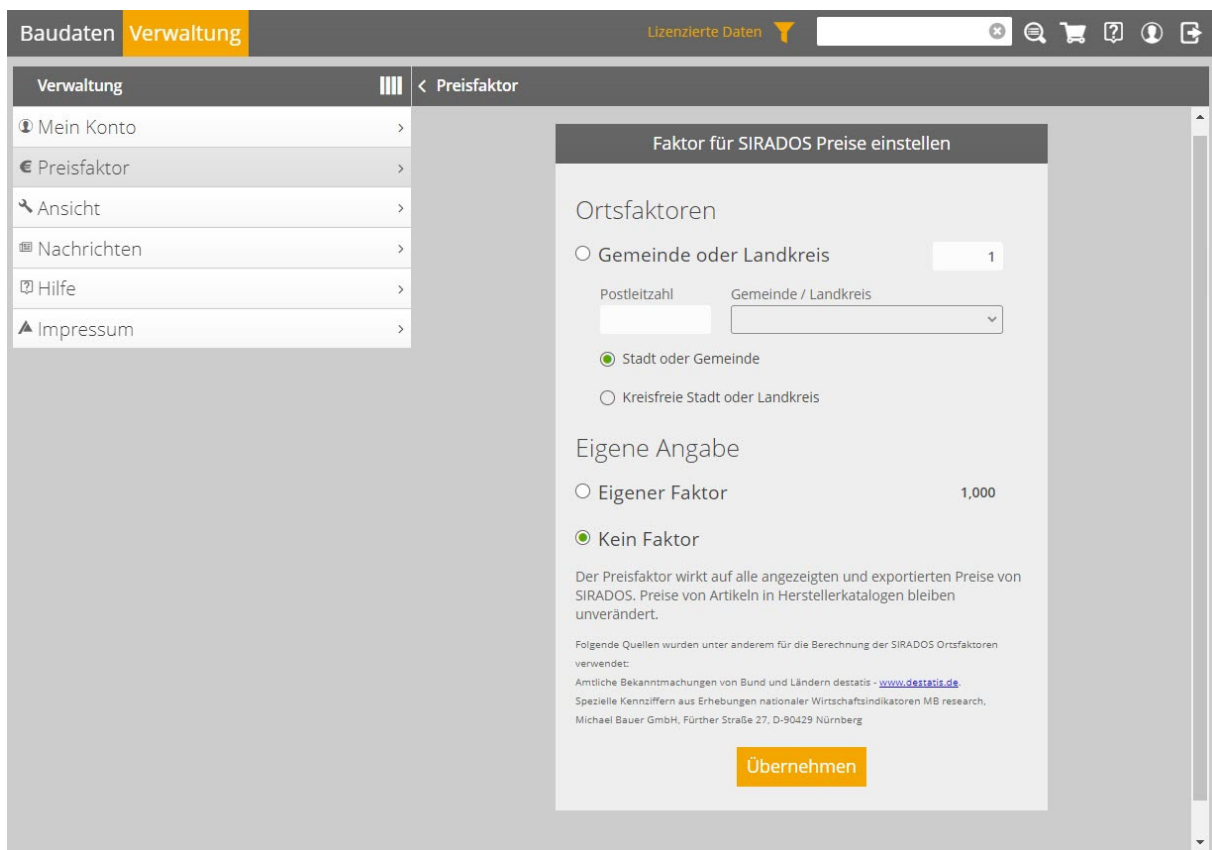 Baudaten Verwaltung Lizenzierte Daten
Verwaltung
Mein Konto
Preisfaktor
Ansicht
Nachrichten
Hilfe
Impressum
< Preisfaktor
Faktor für SIRADOS Preise einstellen
Ortsfaktoren
Gemeinde oder Landkreis 1
Postleitzahl Gemeinde / Landkreis
Stadt oder Gemeinde
Kreisfreie Stadt oder Landkreis
Eigene Angabe
Eigener Faktor 1,000
Kein Faktor
Der Preisfaktor wirkt auf alle angezeigten und exportierten Preise von
SIRADOS. Preise von Artikeln in Herstellerkatalogen bleiben
unverändert.
Folgende Quellen wurden unter anderem für die Berechnung der SIRADOS Ortsfaktoren
verwendet:
Amtliche Bekanntmachungen von Bund und Ländern destatis - www.destatis.de.
Spezielle Kennziffern aus Erhebungen nationaler Wirtschaftsindikatoren MB research,
Michael Bauer GmbH, Fürther Straße 27, D-90429 Nürnberg
Übernehmen